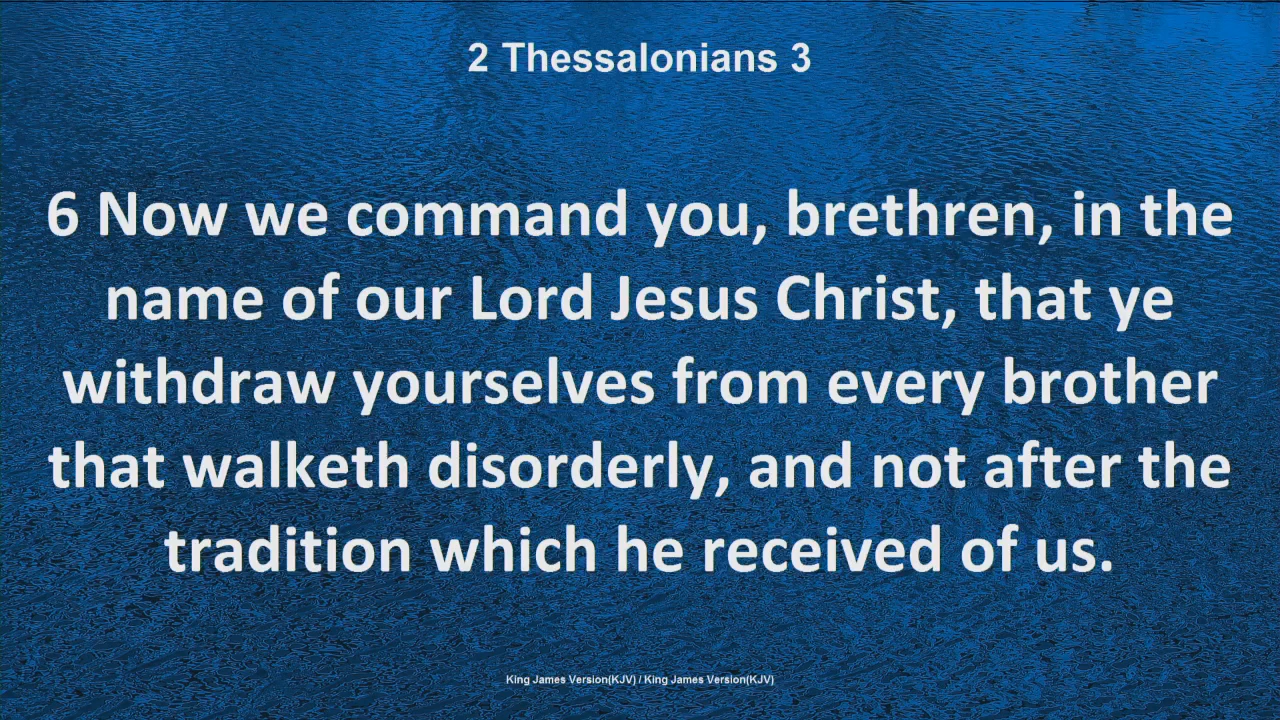 2 Thessalonians 3
6 Now we command you, brethren, in the
name of our Lord Jesus Christ, that ye
withdraw yourselves from every brother
that walketh disorderly, and not after the
tradition which he received of us.
King James Version(KJV) / King James Version(KJV)